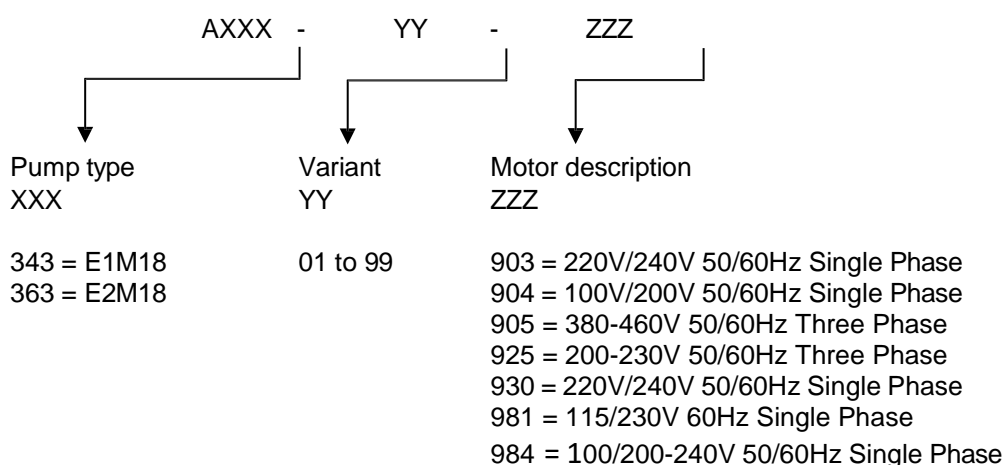 AXXX - YY - ZZZ
Pump type Variant Motor description
XXX YY ZZZ
343 = E1M18 01 to 99 903 = 220V/240V 50/60Hz Single Phase
363 = E2M18 904 = 100V/200V 50/60Hz Single Phase
905 = 380-460V 50/60Hz Three Phase
925 = 200-230V 50/60Hz Three Phase
930 = 220V/240V 50/60Hz Single Phase
981 = 115/230V 60Hz Single Phase
984 = 100/200-240V 50/60Hz Single Phase